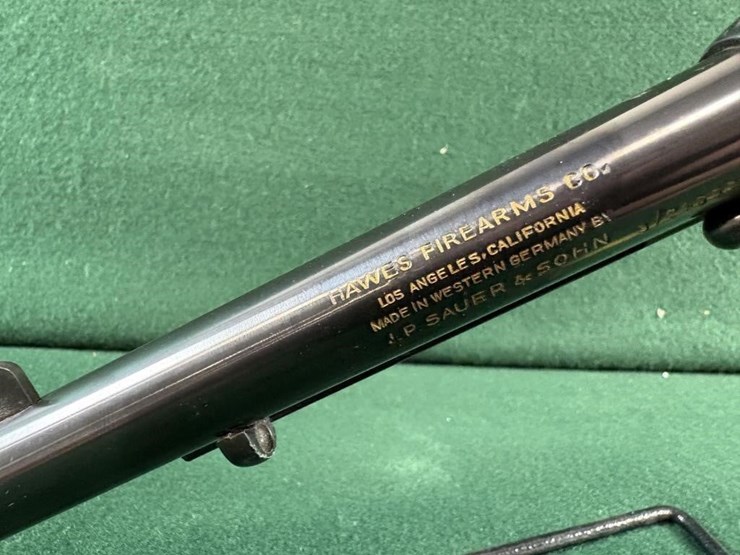 HAWES FIREARMS CO.
LOS ANGELES, CALIFORNIA
MADE IN WESTERN GERMANY BY
J. P. SAUER & SOHN